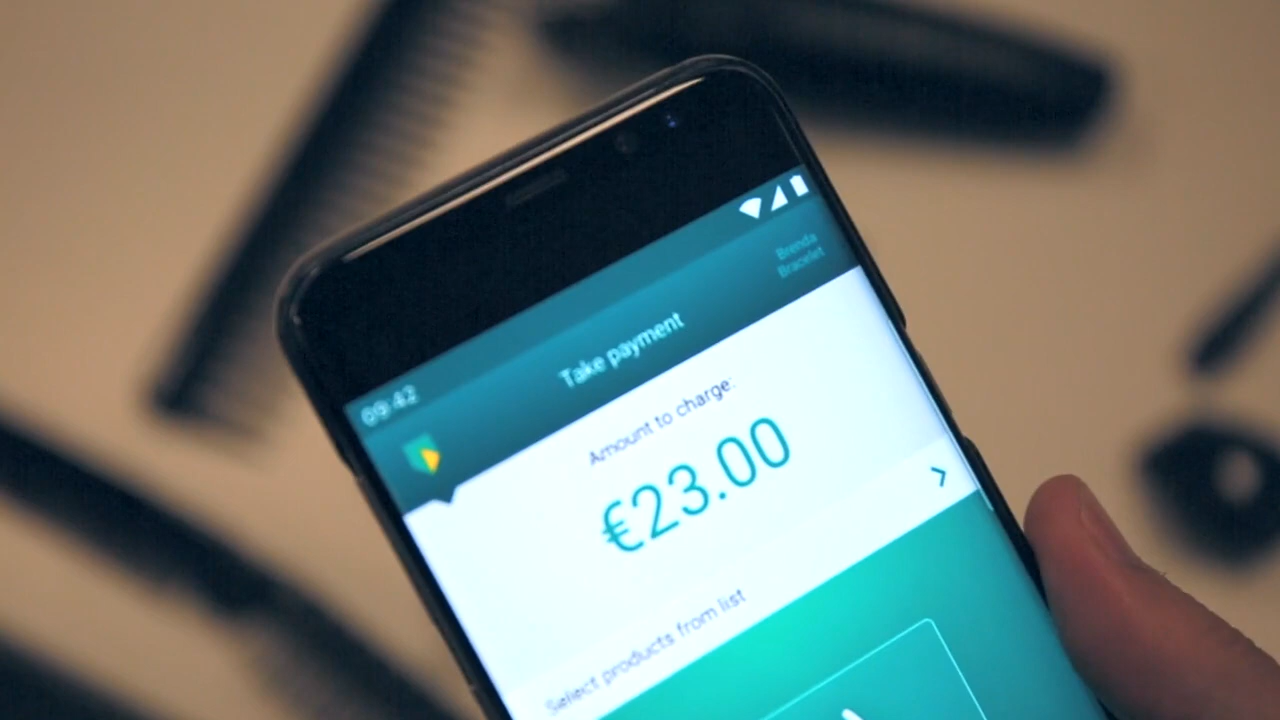 Brenda
Bracelet
09:42
Take payment
Amount to charge:
€23.00
Select products from list